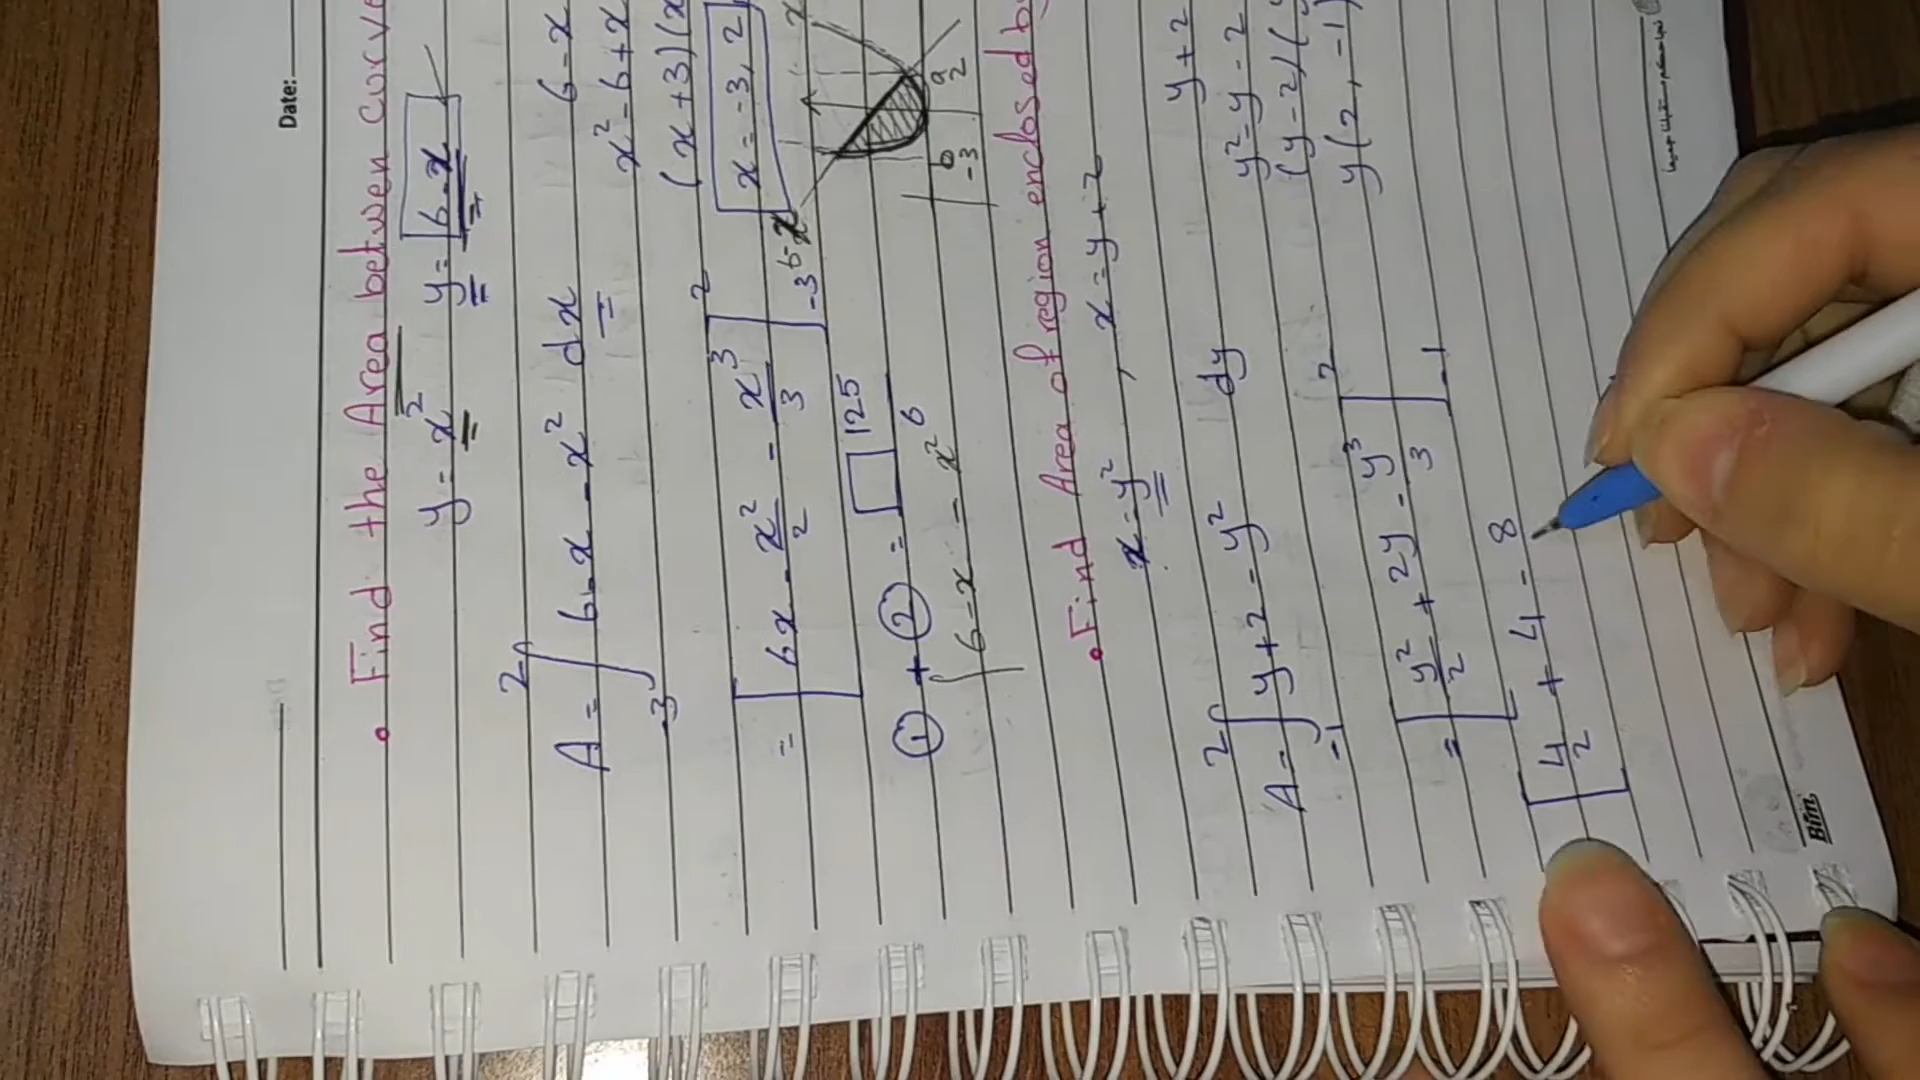 Date:
• Find the Area between curve
y = x² y = 6-x
A = ∫₋₃² 6-x - x² dx 6-x
x²-6+x
= [6x - x²/2 - x³/3]₋₃² (x+3)(x
x = -3, 2
6-x
① + ② = 125/6
∫6-x - x²
b a
-3 2
• Find Area of region enclosed by
x = y² , x = y+2
A = ∫₋₁² y+2 - y² dy y+2
y²-y-2
= [y²/2 + 2y - y³/3]₋₁² (y-2)(y
y(2, -1)
[4/2 + 4 - 8
Bim